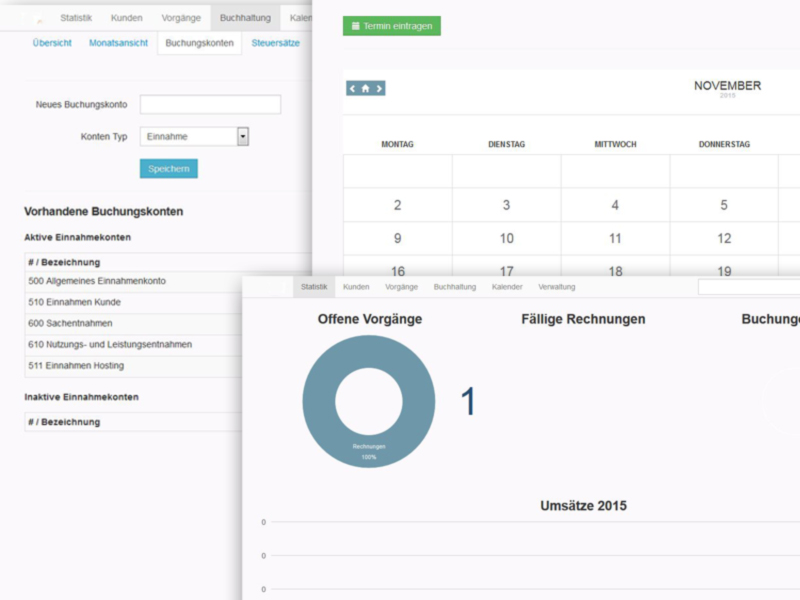 Statistik Kunden Vorgänge Buchhaltung Kalen
Übersicht Monatsansicht Buchungskonten Steuersätze
Neues Buchungskonto
Konten Typ Einnahme
Speichern
Vorhandene Buchungskonten
Aktive Einnahmekonten
# / Bezeichnung
500 Allgemeines Einnahmenkonto
510 Einnahmen Kunde
600 Sachentnahmen
610 Nutzungs- und Leistungsentnahmen
511 Einnahmen Hosting
Inaktive Einnahmekonten
# / Bezeichnung
Termin eintragen
NOVEMBER
2015
MONTAG DIENSTAG MITTWOCH DONNERSTAG
2 3 4 5
9 10 11 12
16 17 18 19
Statistik Kunden Vorgänge Buchhaltung Kalender Verwaltung
Offene Vorgänge Fällige Rechnungen Buchung
1
Rechnungen
100%
Umsätze 2015
0
0
0